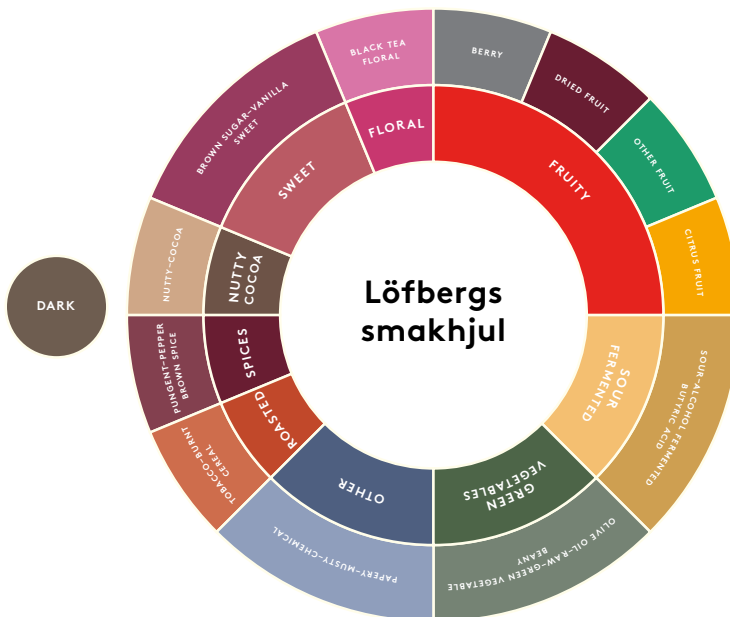 BLACK TEA
FLORAL
BERRY
DRIED FRUIT
OTHER FRUIT
CITRUS FRUIT
BROWN SUGAR-VANILLA
SWEET
FLORAL
FRUITY
SWEET
NUTTY-COCOA
NUTTY
COCOA
DARK
Löfbergs
smakhjul
PUNGENT-PEPPER
BROWN SPICE
SPICES
SOUR
FERMENTED
SOUR-ALCOHOL FERMENTED
BUTYRIC ACID
ROASTED
TOBACCO-BURNT
CEREAL
OTHER
GREEN
VEGETABLES
PAPERY-MUSTY-CHEMICAL
OLIVE OIL-RAW-GREEN VEGETABLE
BEANY